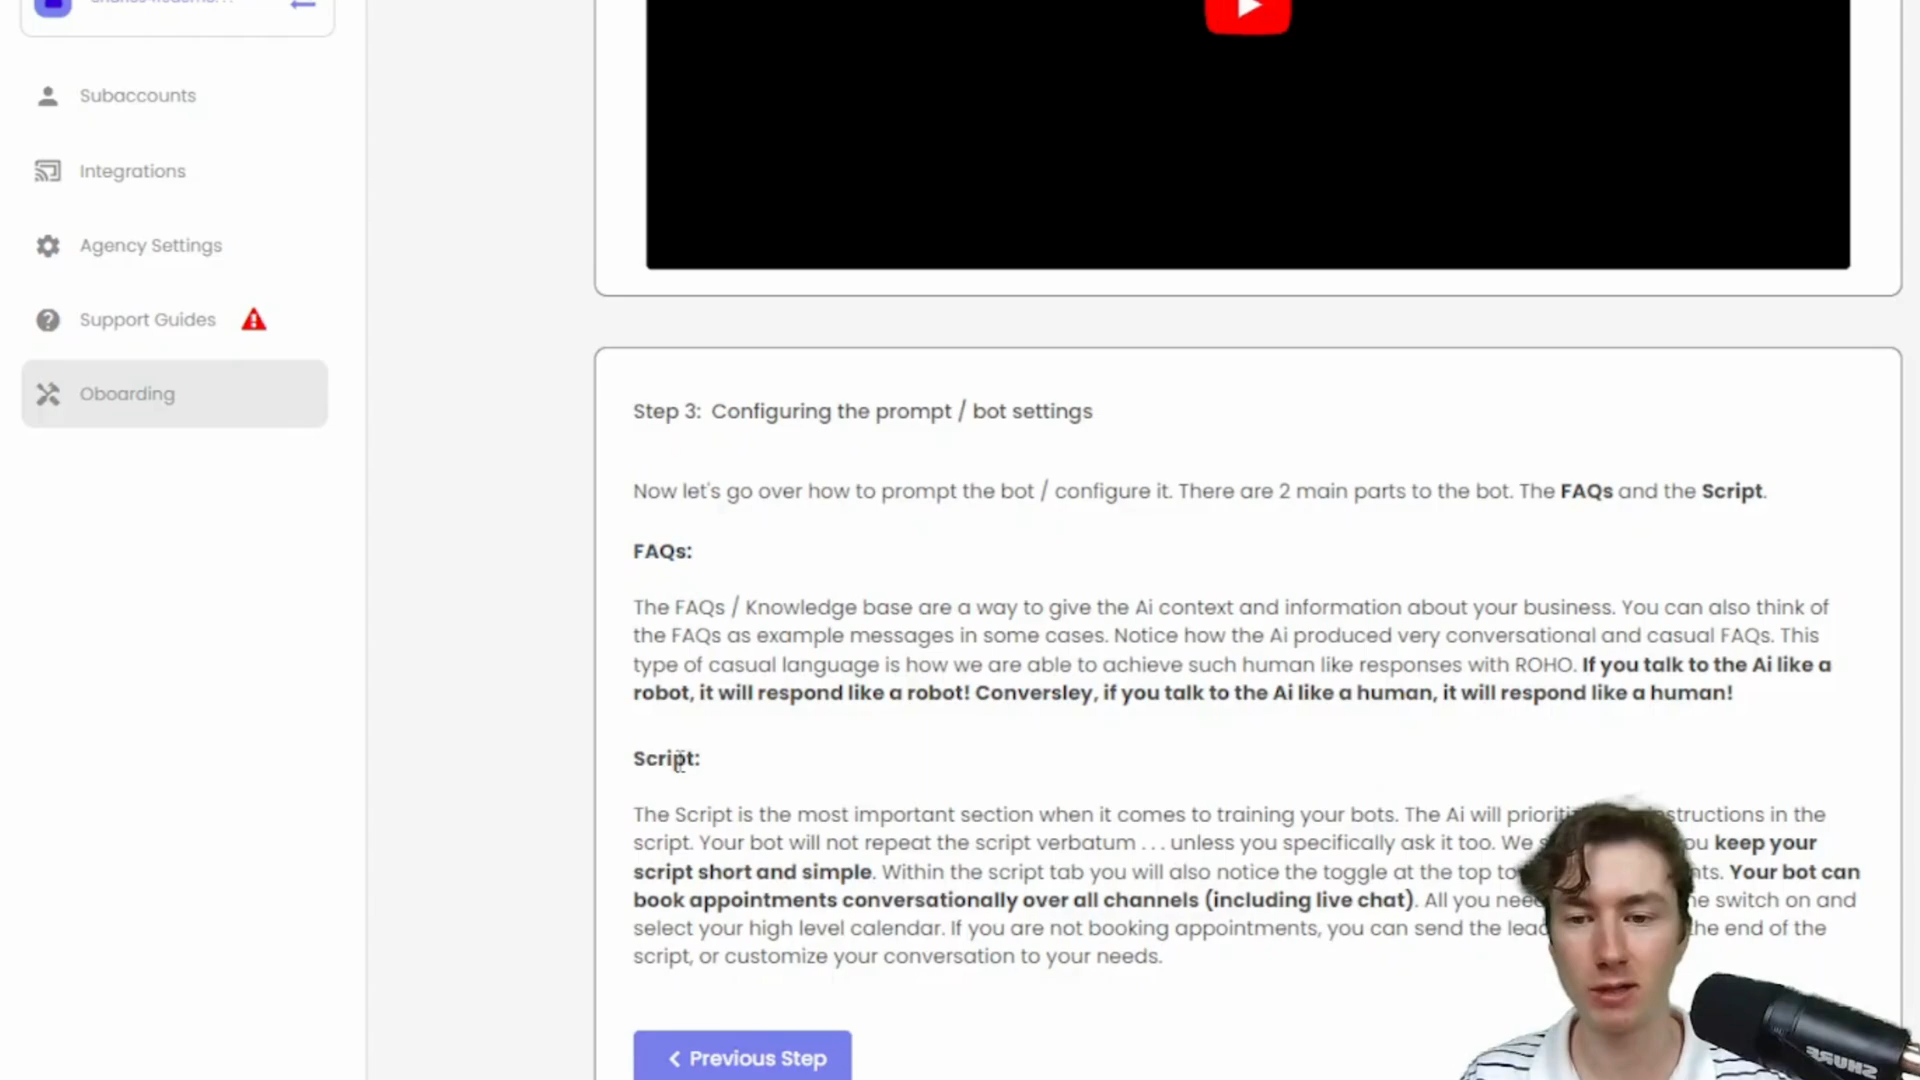 Subaccounts
Integrations
Agency Settings
Support Guides
Oboarding
Step 3: Configuring the prompt / bot settings
Now let's go over how to prompt the bot / configure it. There are 2 main parts to the bot. The FAQs and the Script.
FAQs:
The FAQs / Knowledge base are a way to give the Ai context and information about your business. You can also think of
the FAQs as example messages in some cases. Notice how the Ai produced very conversational and casual FAQs. This
type of casual language is how we are able to achieve such human like responses with ROHO. If you talk to the Ai like a
robot, it will respond like a robot! Conversley, if you talk to the Ai like a human, it will respond like a human!
Script:
The Script is the most important section when it comes to training your bots. The Ai will instructions in the
script. Your bot will not repeat the script verbatum ... unless you specifically ask it too. We keep your
script short and simple. Within the script tab you will also notice the toggle at the top Your bot can
book appointments conversationally over all channels (including live chat). All you need switch on and
select your high level calendar. If you are not booking appointments, you can send the the end of the
script, or customize your conversation to your needs.
Previous Step
SHURE